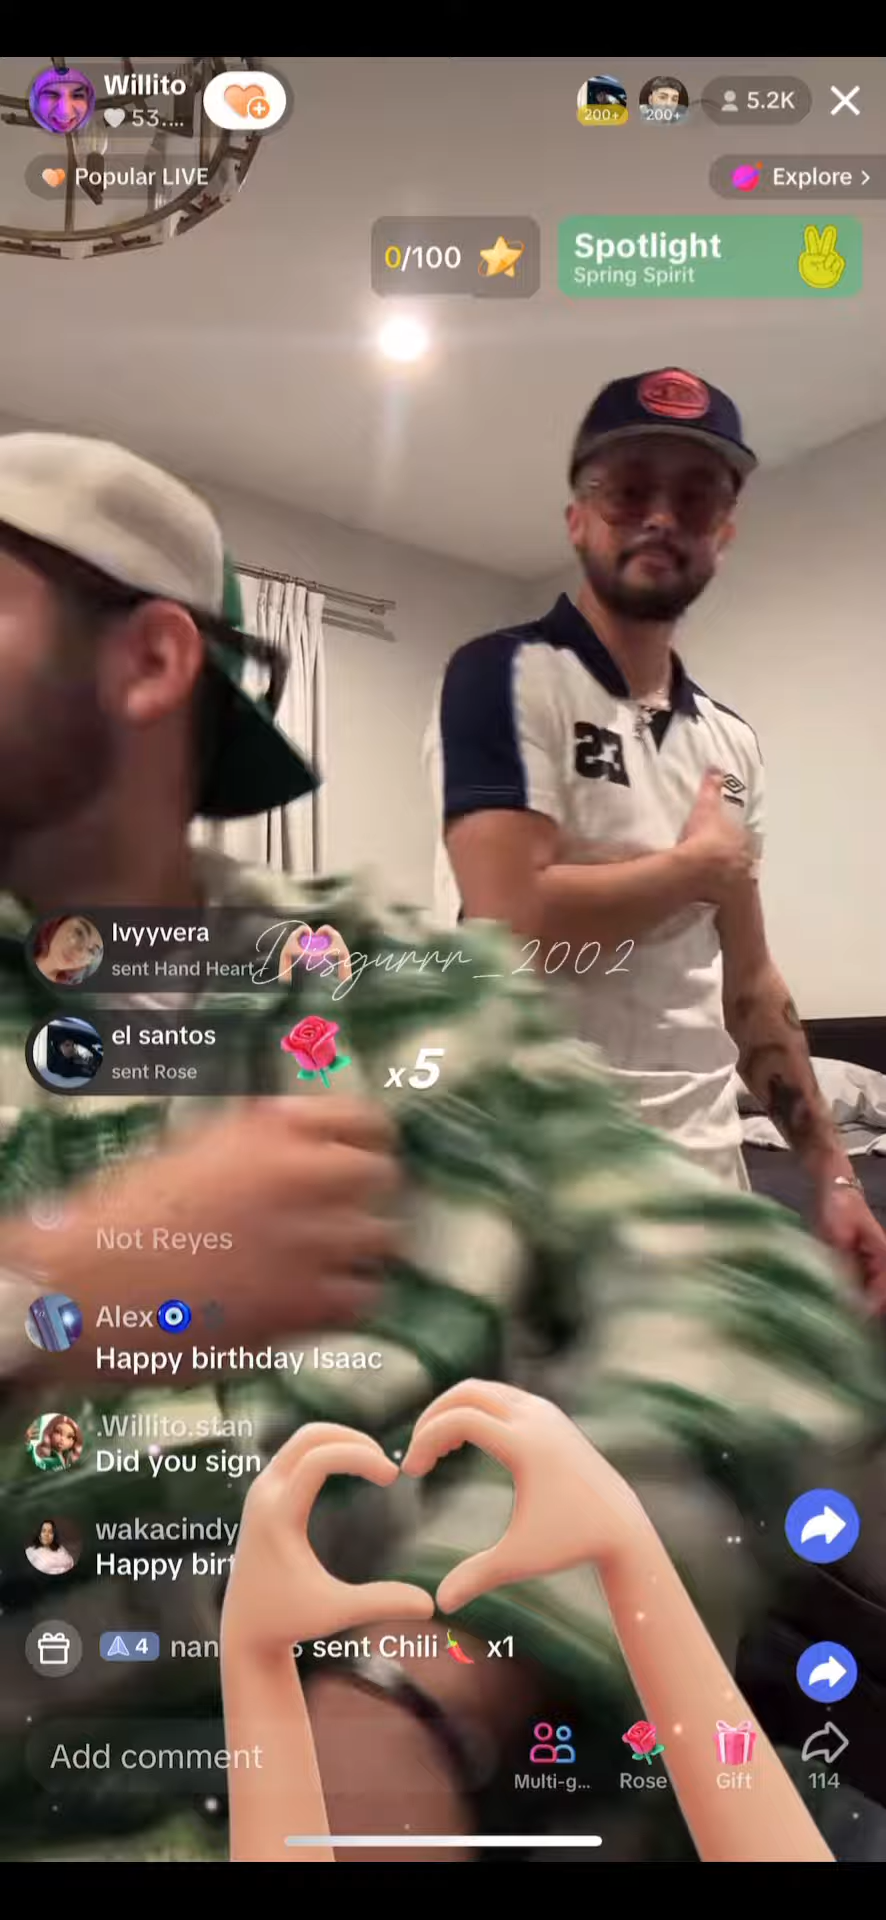 Willito
53....
200+
200+
5.2K
Popular LIVE
Explore >
0/100
Spotlight
Spring Spirit
23
Ivyyvera
sent Hand Heart
Disgurrr_2002
el santos
sent Rose
x5
Not Reyes
Alex
Happy birthday Isaac
.Willito.stan
Did you sign
wakacindy
Happy bir
4 nan sent Chili x1
Add comment
Multi-g...
Rose
Gift
114